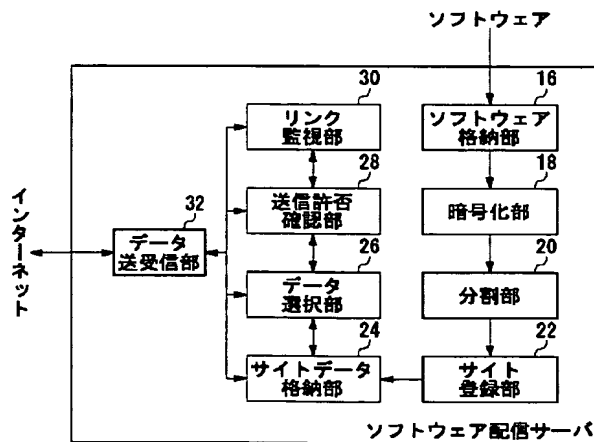 ソフトウェア
30
リンク
監視部
16
ソフトウェア
格納部
28
送信許否
確認部
18
暗号化部
インターネット
32
データ
送受信部
26
データ
選択部
20
分割部
24
サイトデータ
格納部
22
サイト
登録部
ソフトウェア配信サーバ